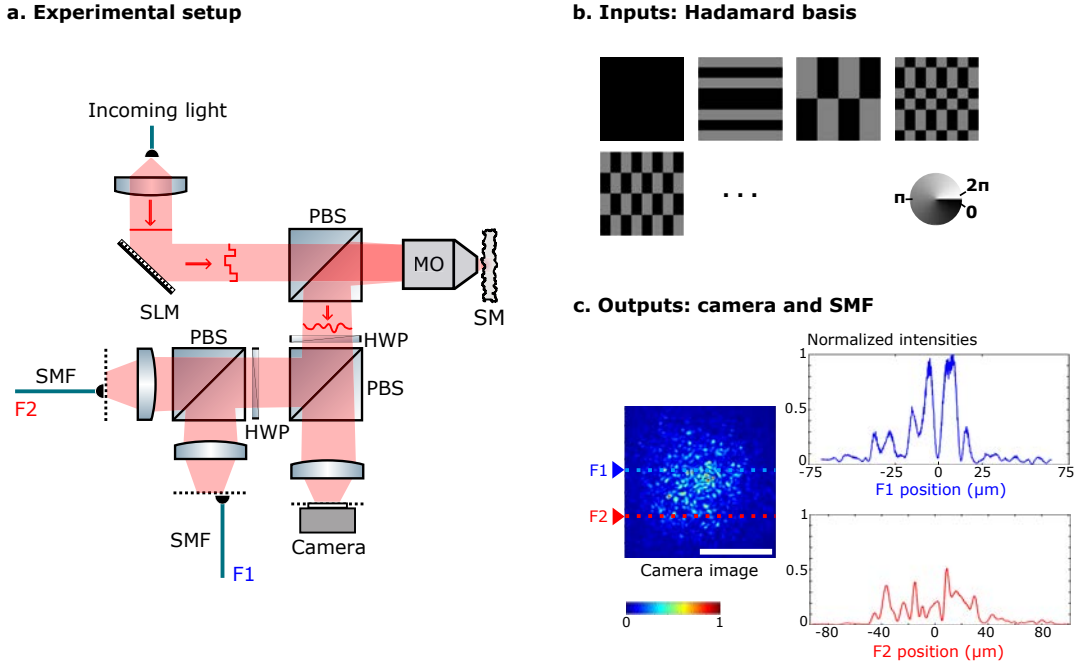 a. Experimental setup
Incoming light
PBS
MO
SM
SLM
HWP
PBS
PBS
SMF
F2
HWP
SMF
F1
Camera
b. Inputs: Hadamard basis
. . .
π
2π
0
c. Outputs: camera and SMF
Normalized intensities
F1
F2
Camera image
0 1
1
0.5
0
-75 -25 0 25 75
F1 position (μm)
1
0.5
0
-80 -40 0 40 80
F2 position (μm)